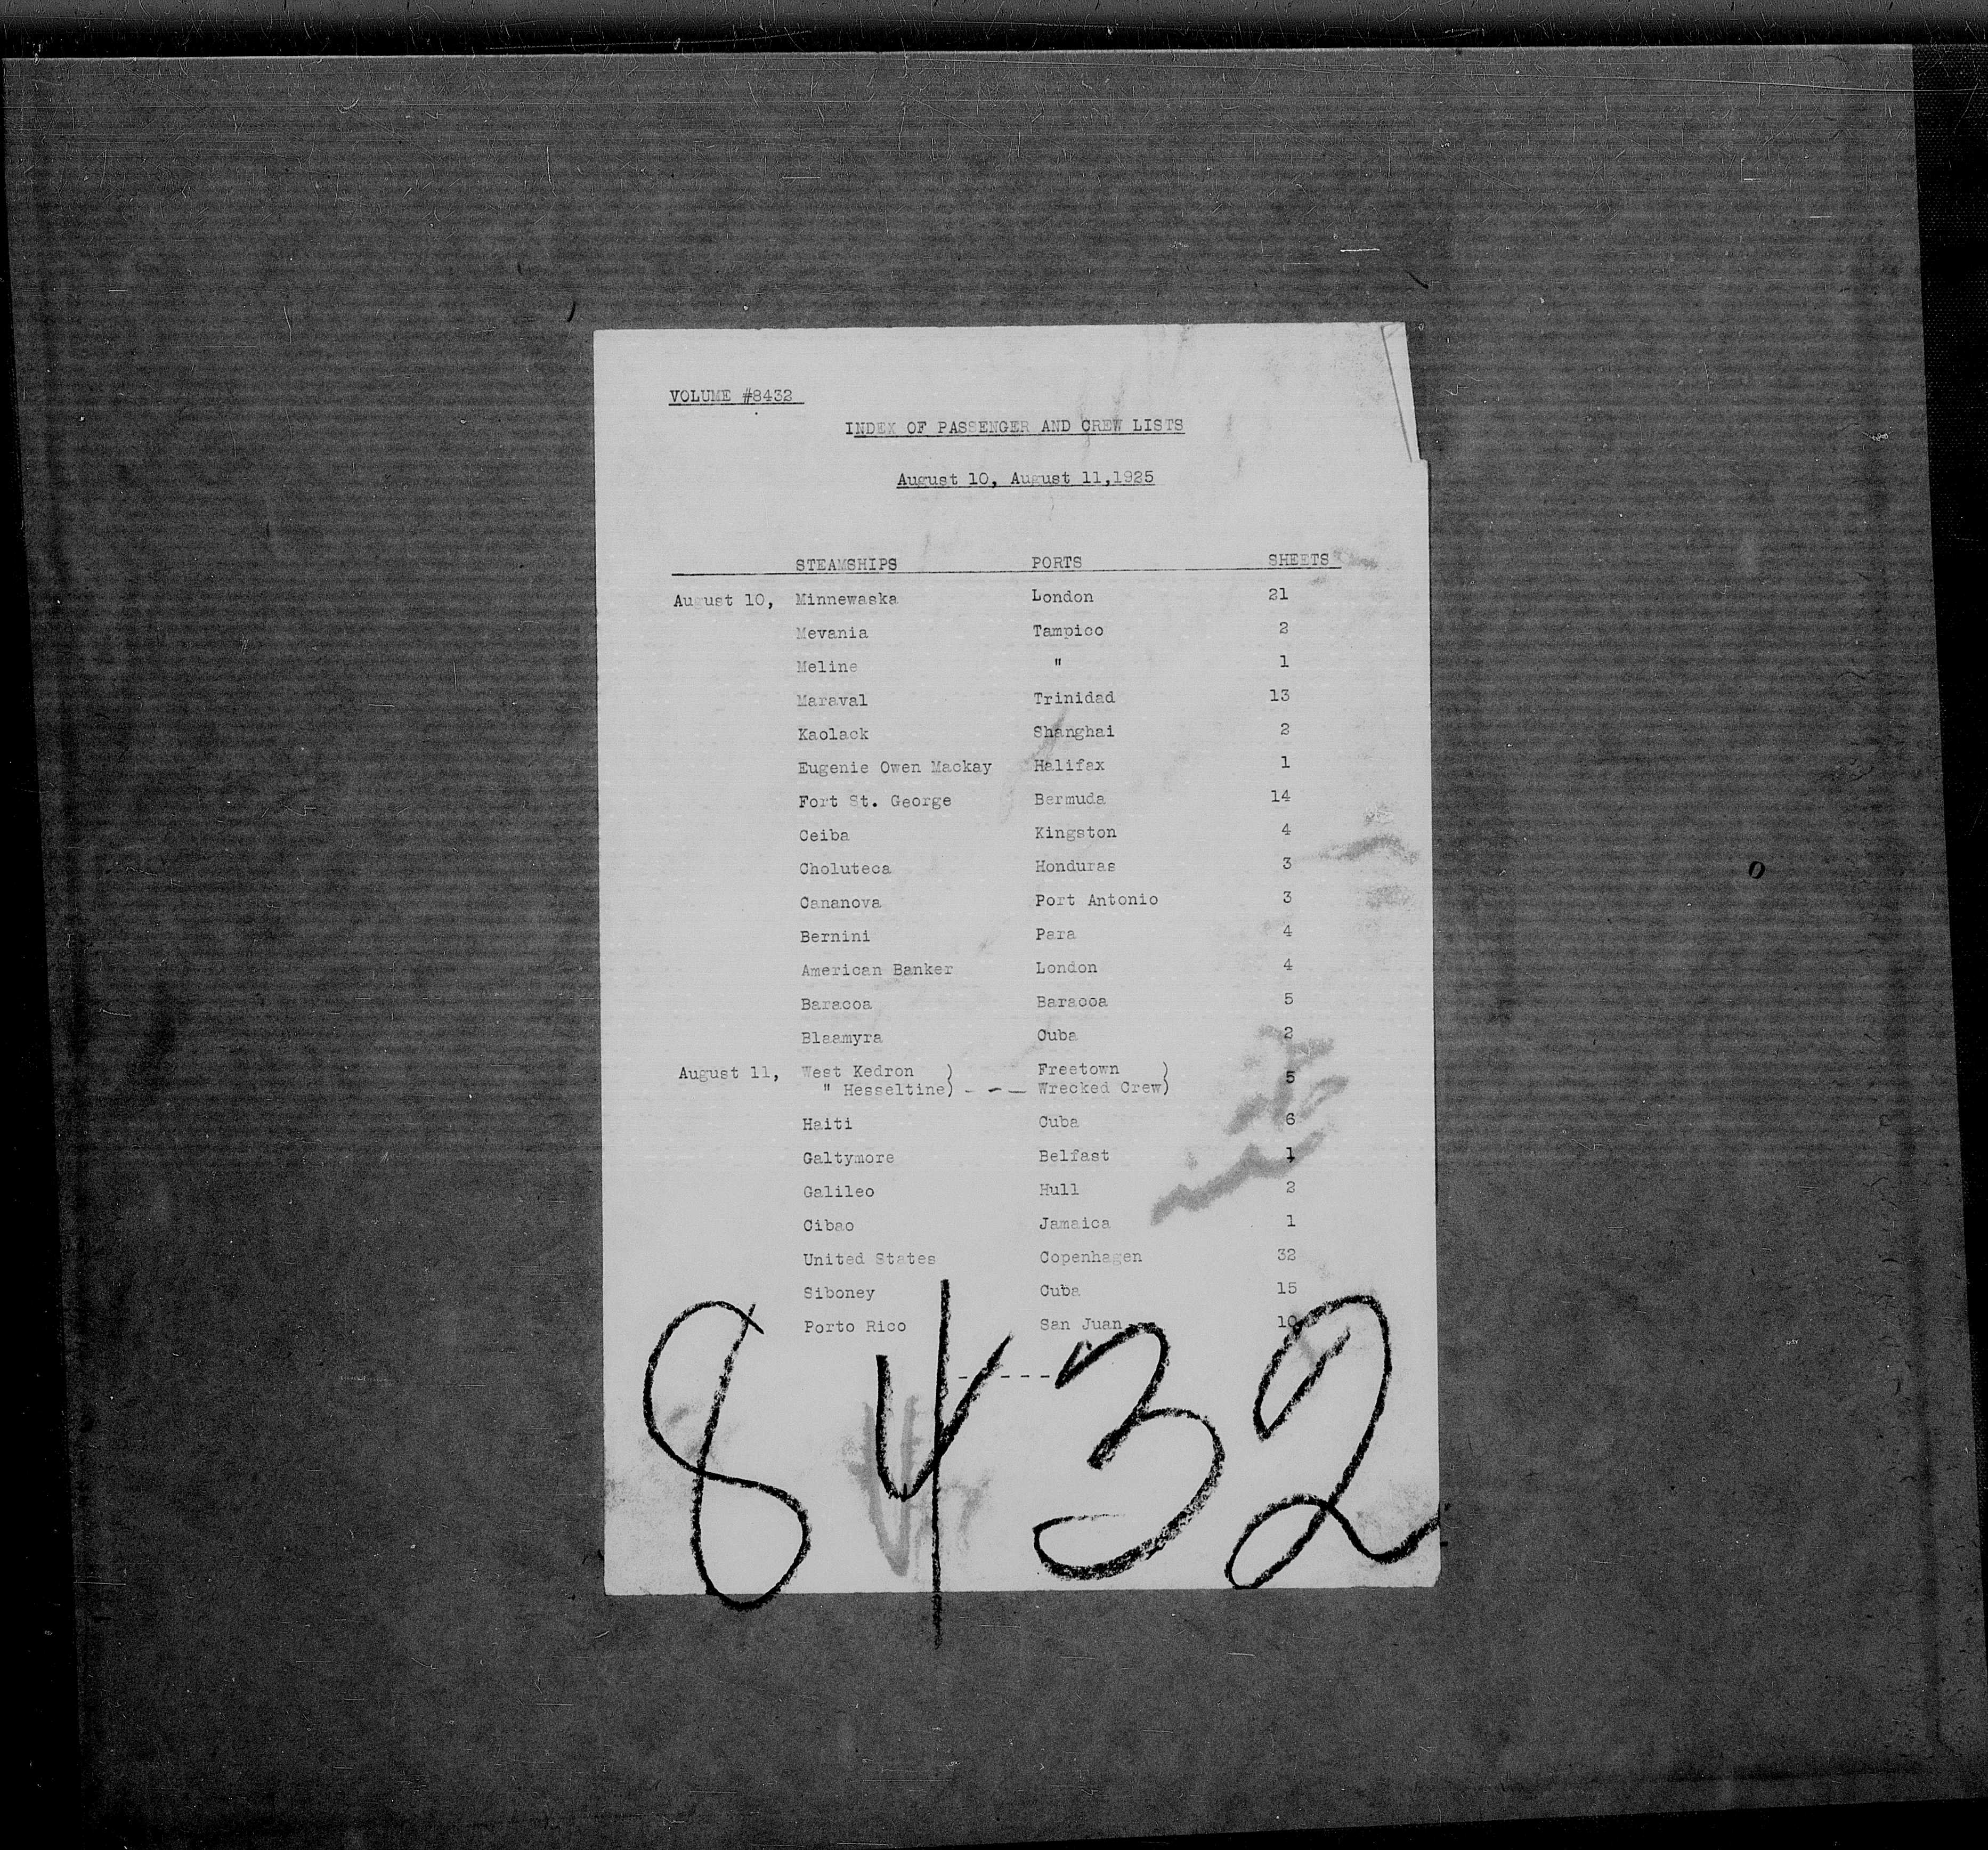 VOLUME #8432
INDEX OF PASSENGER AND CREW LISTS
August 10, August 11,1925
STEAMSHIPS PORTS SHEETS
August 10, Minnewaska London 21
Mevania Tampico 2
Meline " 1
Maraval Trinidad 13
Kaolack Shanghai 2
Eugenie Owen Mackay Halifax 1
Fort St. George Bermuda 14
Ceiba Kingston 4
Choluteca Honduras 3
Cananova Port Antonio 3
Bernini Para 4
American Banker London 4
Baracoa Baracoa 5
Blaamyra Cuba 2
August 11, West Kedron ) Freetown )
" Hesseltine) - - - Wrecked Crew) 5
Haiti Cuba 6
Galtymore Belfast 1
Galileo Hull 2
Cibao Jamaica 1
United States Copenhagen 32
Siboney Cuba 15
Porto Rico San Juan 10
------
8432